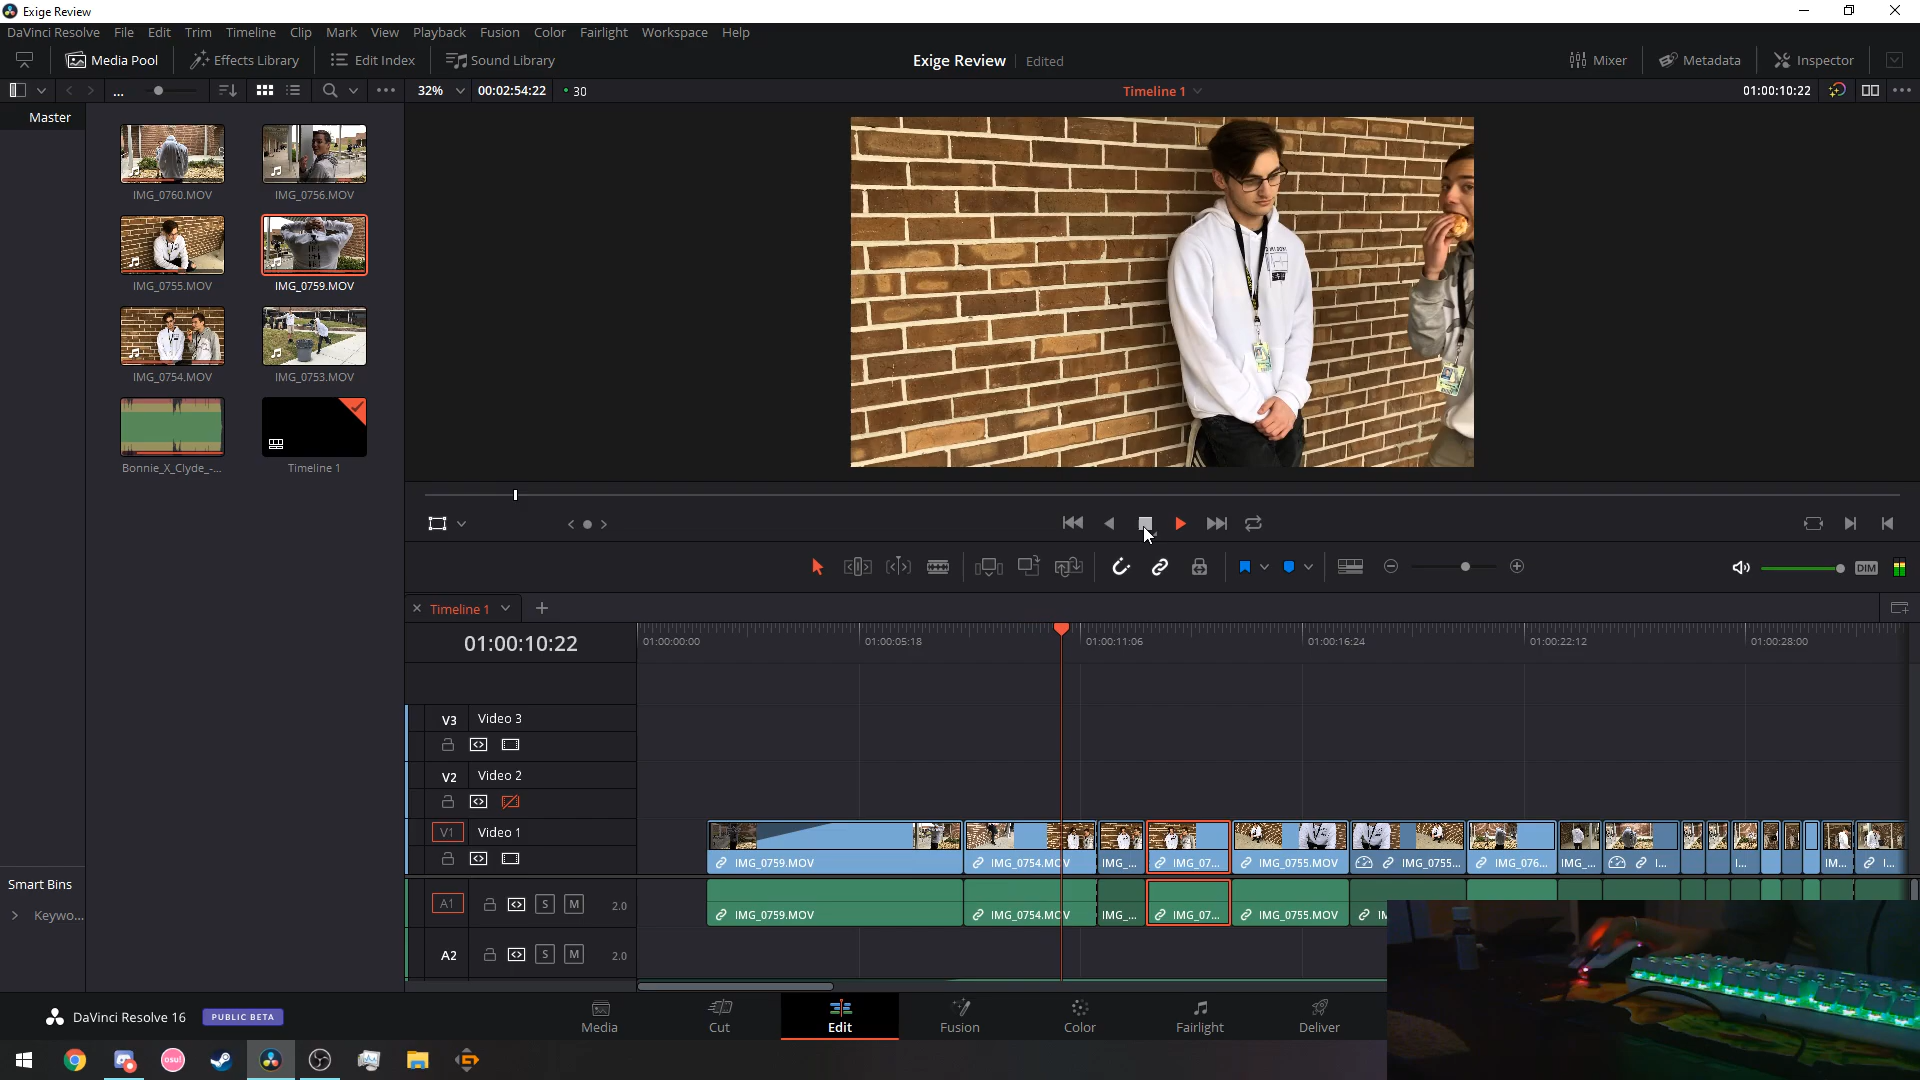 Exige Review
DaVinci Resolve File Edit Trim Timeline Clip Mark View Playback Fusion Color Fairlight Workspace Help
Media Pool Effects Library Edit Index Sound Library Exige Review Edited Mixer Metadata Inspector
... 32% 00:02:54:22 30 Timeline 1 01:00:10:22
Master
IMG_0760.MOV IMG_0756.MOV
IMG_0755.MOV IMG_0759.MOV
IMG_0754.MOV IMG_0753.MOV
Bonnie_X_Clyde_-... Timeline 1
DIM
Timeline 1
01:00:10:22 01:00:00:00 01:00:05:18 01:00:11:06 01:00:16:24 01:00:22:12 01:00:28:00
V3 Video 3
V2 Video 2
V1 Video 1
IMG_0759.MOV IMG_0754.MOV IMG_... IMG_07... IMG_0755.MOV IMG_0755... IMG_076... IMG_... I... I... IM... I...
Smart Bins
Keywo...
A1 S M 2.0
IMG_0759.MOV IMG_0754.MOV IMG_... IMG_07... IMG_0755.MOV
A2 S M 2.0
DaVinci Resolve 16 PUBLIC BETA
Media Cut Edit Fusion Color Fairlight Deliver
osu!